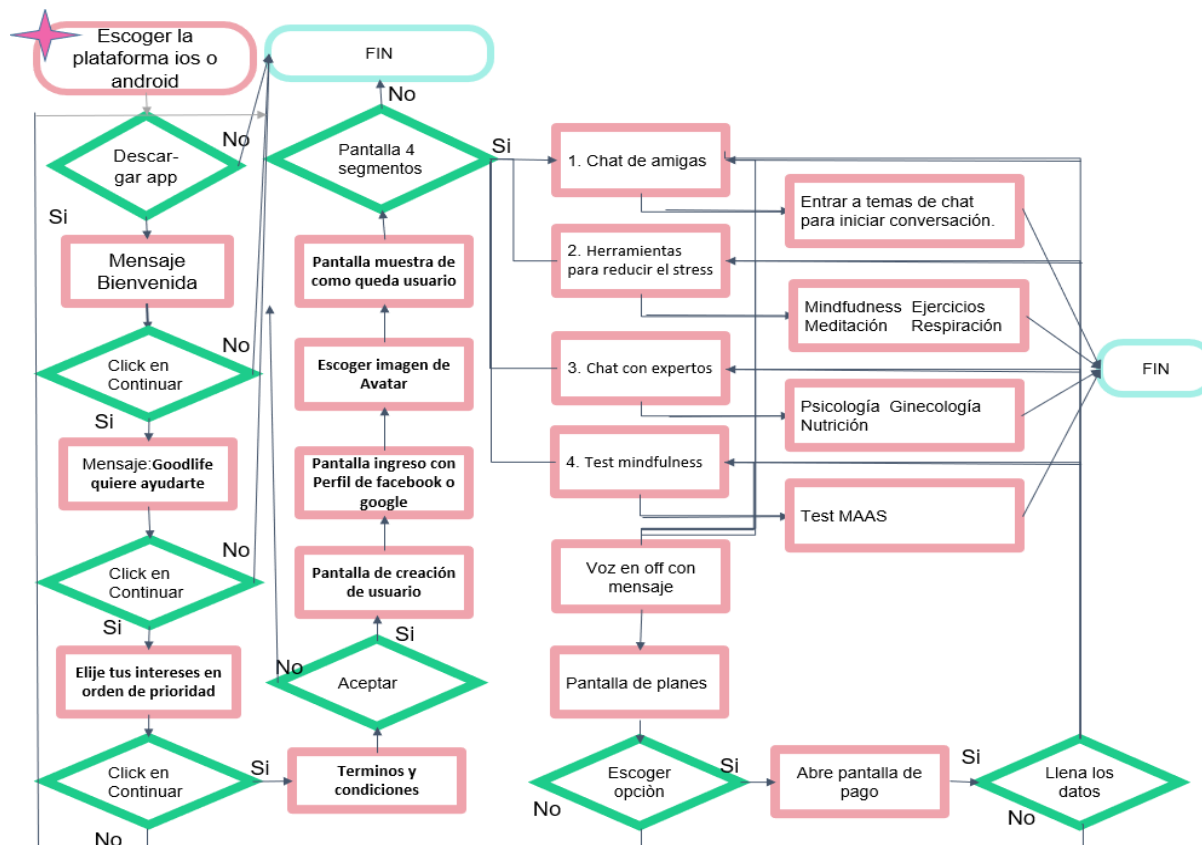 Escoger la
plataforma ios o
android
FIN
No
No
Descar-
gar app
Pantalla 4
segmentos
Si
1. Chat de amigas
Si
Entrar a temas de chat
para iniciar conversación.
Mensaje
Bienvenida
Pantalla muestra de
como queda usuario
2. Herramientas
para reducir el stress
Mindfudness Ejercicios
Meditación Respiración
No
Click en
Continuar
Escoger imagen de
Avatar
3. Chat con expertos
FIN
Si
Psicología Ginecología
Nutrición
Mensaje:Goodlife
quiere ayudarte
Pantalla ingreso con
Perfil de facebook o
google
4. Test mindfulness
Test MAAS
No
Click en
Continuar
Pantalla de creación
de usuario
Voz en off con
mensaje
Si
Si
Elije tus intereses en
orden de prioridad
No
Aceptar
Pantalla de planes
Click en
Continuar
Si
Terminos y
condiciones
Escoger
opciòn
Si
Abre pantalla de
pago
Si
Llena los
datos
No
No
No